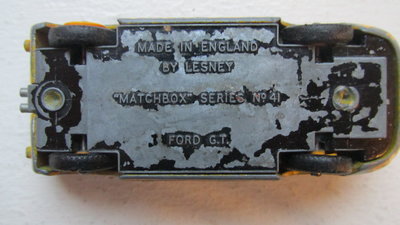 MADE IN ENGLAND
BY LESNEY
"MATCHBOX" SERIES Nº 41
FORD G.T.